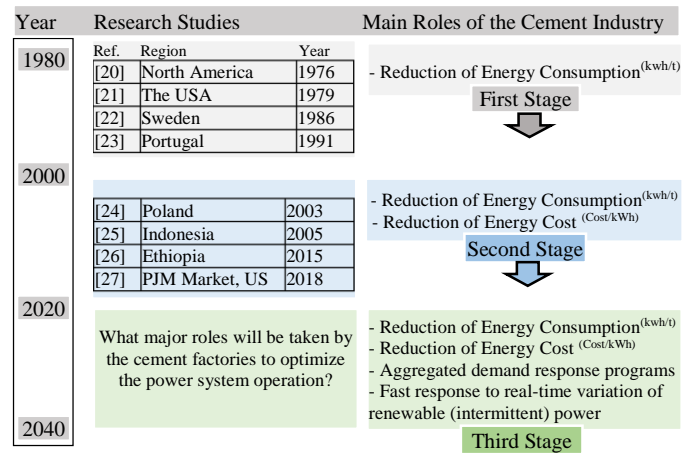 Year Research Studies Main Roles of the Cement Industry
1980
Ref. Region Year
[20] North America 1976
[21] The USA 1979
[22] Sweden 1986
[23] Portugal 1991
- Reduction of Energy Consumption(kwh/t)
First Stage
2000
[24] Poland 2003
[25] Indonesia 2005
[26] Ethiopia 2015
[27] PJM Market, US 2018
- Reduction of Energy Consumption(kwh/t)
- Reduction of Energy Cost (Cost/kWh)
Second Stage
2020
What major roles will be taken by
the cement factories to optimize
the power system operation?
- Reduction of Energy Consumption(kwh/t)
- Reduction of Energy Cost (Cost/kWh)
- Aggregated demand response programs
- Fast response to real-time variation of
renewable (intermittent) power
2040
Third Stage